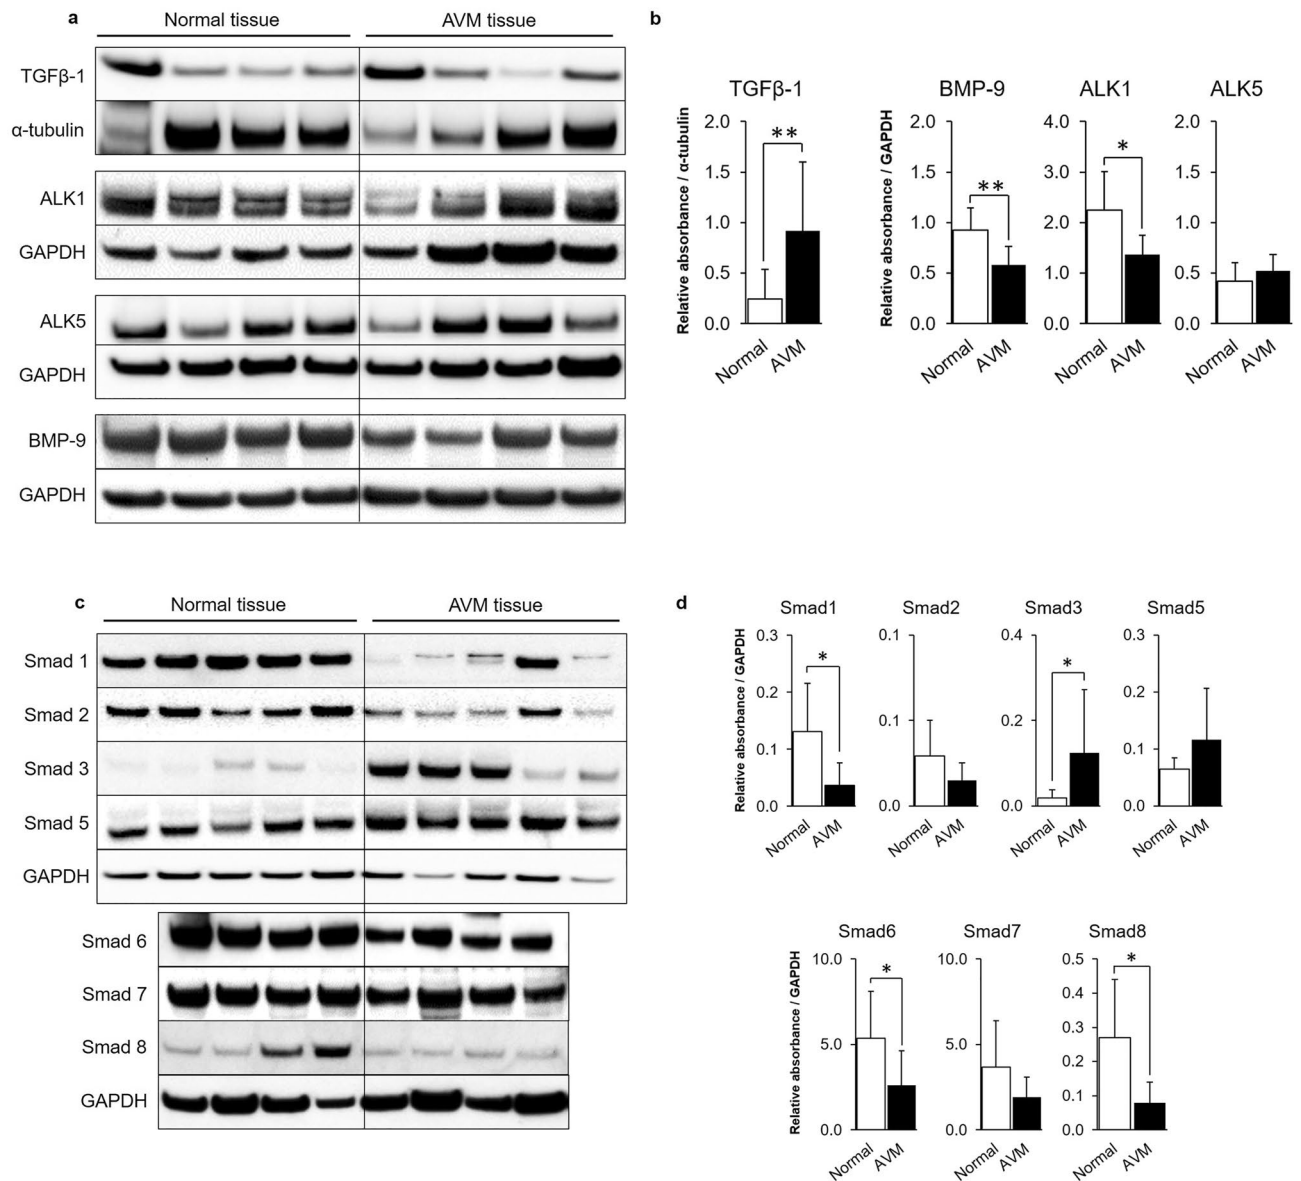 a
Normal tissue
AVM tissue
TGFβ-1
α-tubulin
ALK1
GAPDH
ALK5
GAPDH
BMP-9
GAPDH
b
TGFβ-1
Relative absorbance / α-tubulin
2.0
1.5
1.0
0.5
0.0
**
Normal
AVM
BMP-9
Relative absorbance / GAPDH
2.0
1.5
1.0
0.5
0.0
**
Normal
AVM
ALK1
4.0
3.0
2.0
1.0
0.0
*
Normal
AVM
ALK5
2.0
1.5
1.0
0.5
0.0
Normal
AVM
c
Normal tissue
AVM tissue
Smad 1
Smad 2
Smad 3
Smad 5
GAPDH
Smad 6
Smad 7
Smad 8
GAPDH
d
Smad1
Relative absorbance / GAPDH
0.3
0.2
0.1
0.0
*
Normal
AVM
Smad2
0.1
0.1
0.0
Normal
AVM
Smad3
0.4
0.2
0.0
*
Normal
AVM
Smad5
0.3
0.2
0.1
0.0
Normal
AVM
Smad6
Relative absorbance / GAPDH
10.0
5.0
0.0
*
Normal
AVM
Smad7
10.0
5.0
0.0
Normal
AVM
Smad8
0.5
0.4
0.3
0.2
0.1
0.0
*
Normal
AVM